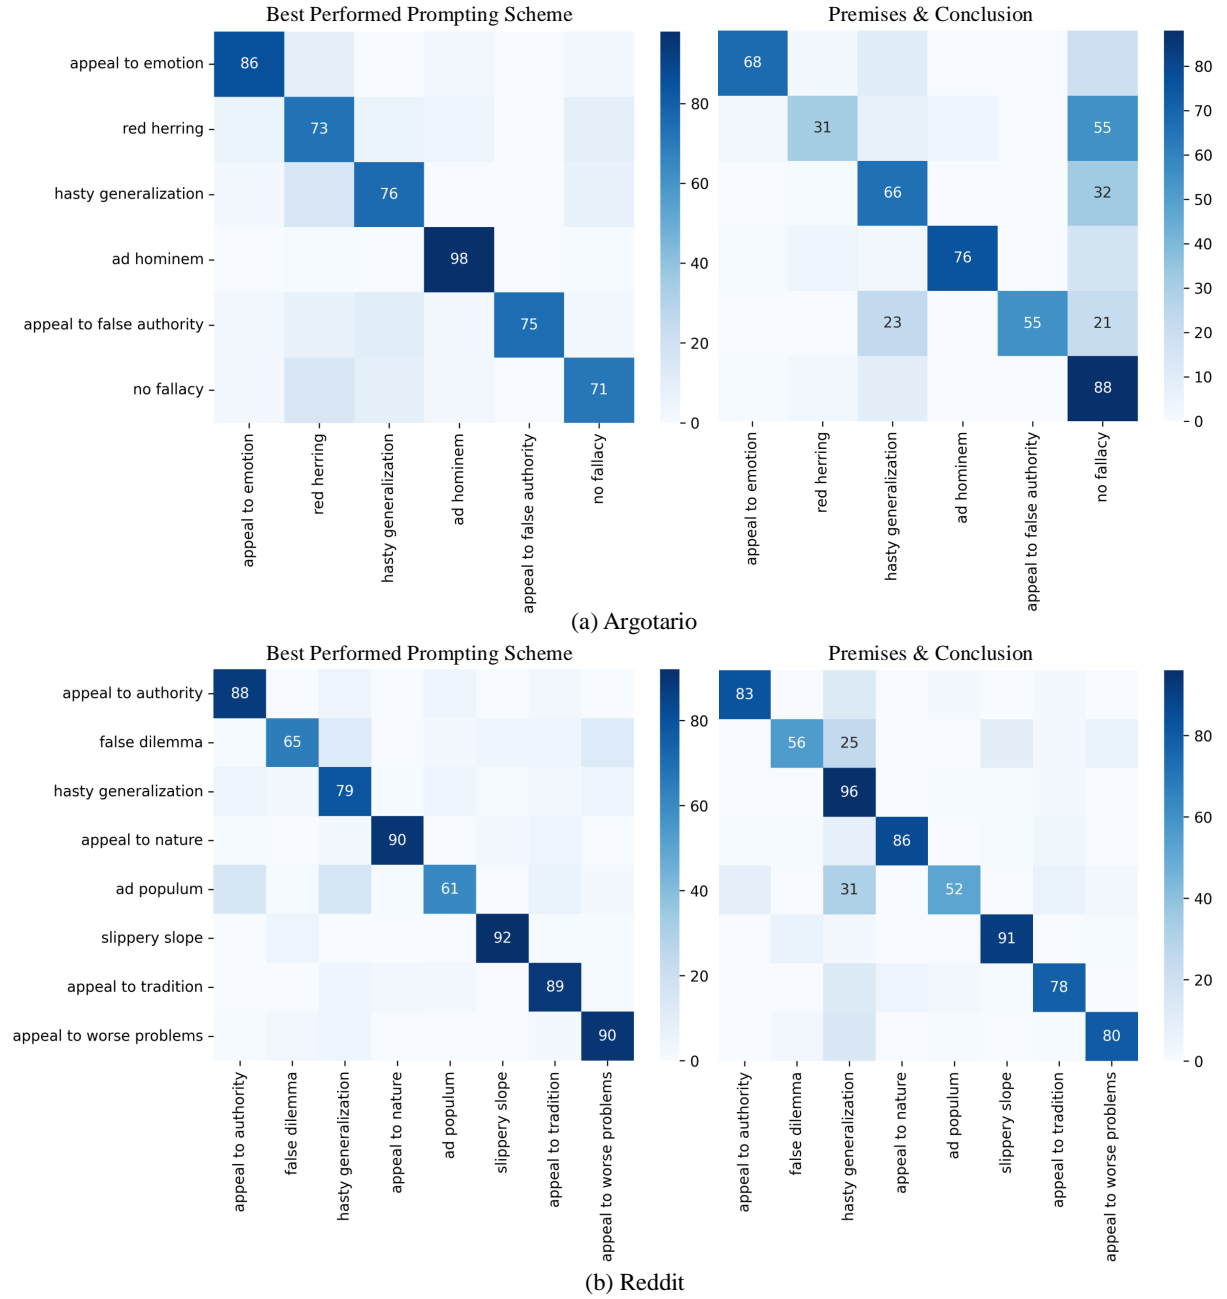 Best Performed Prompting Scheme
Premises & Conclusion
appeal to emotion
red herring
hasty generalization
ad hominem
appeal to false authority
no fallacy
86
73
76
98
75
71
80
60
40
20
0
68
31
55
66
32
76
23
55
21
88
80
70
60
50
40
30
20
10
0
appeal to emotion
red herring
hasty generalization
ad hominem
appeal to false authority
no fallacy
appeal to emotion
red herring
hasty generalization
ad hominem
appeal to false authority
no fallacy
(a) Argotario
Best Performed Prompting Scheme
Premises & Conclusion
appeal to authority
false dilemma
hasty generalization
appeal to nature
ad populum
slippery slope
appeal to tradition
appeal to worse problems
88
65
79
90
61
92
89
90
80
60
40
20
0
83
56
25
96
86
31
52
91
78
80
80
60
40
20
0
appeal to authority
false dilemma
hasty generalization
appeal to nature
ad populum
slippery slope
appeal to tradition
appeal to worse problems
appeal to authority
false dilemma
hasty generalization
appeal to nature
ad populum
slippery slope
appeal to tradition
appeal to worse problems
(b) Reddit